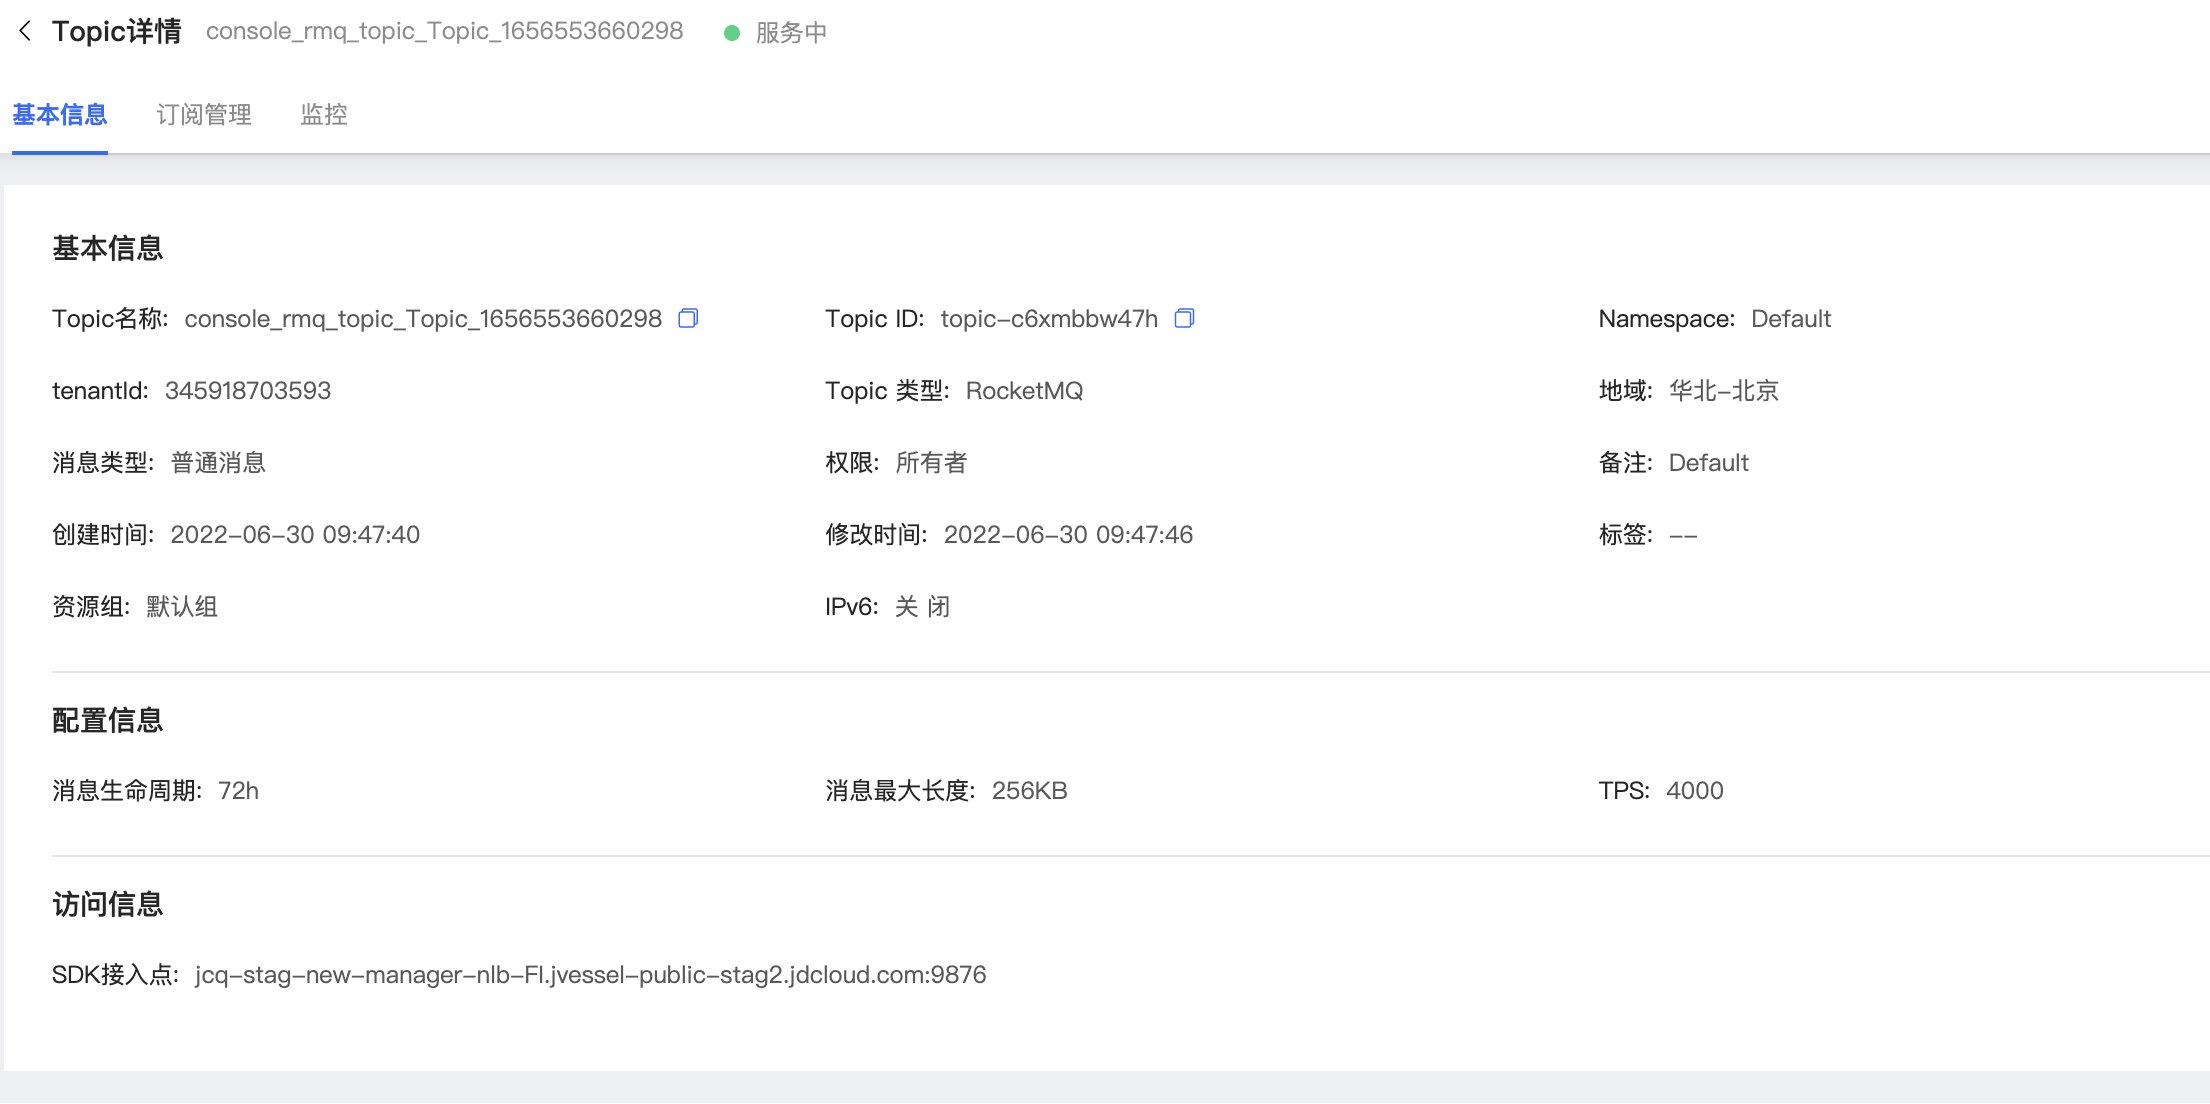 Topic详情 console_rmq_topic_Topic_1656553660298 服务中
基本信息 订阅管理 监控
基本信息
Topic名称: console_rmq_topic_Topic_1656553660298 Topic ID: topic-c6xmbbw47h Namespace: Default
tenantId: 345918703593 Topic 类型: RocketMQ 地域: 华北-北京
消息类型: 普通消息 权限: 所有者 备注: Default
创建时间: 2022-06-30 09:47:40 修改时间: 2022-06-30 09:47:46 标签: --
资源组: 默认组 IPv6: 关 闭
配置信息
消息生命周期: 72h 消息最大长度: 256KB TPS: 4000
访问信息
SDK接入点: jcq-stag-new-manager-nlb-FI.jvessel-public-stag2.jdcloud.com:9876